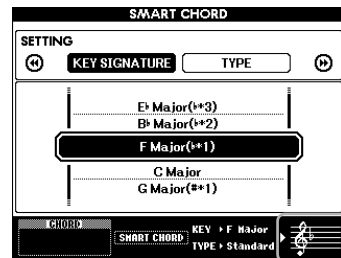 SMART CHORD
SETTING
KEY SIGNATURE TYPE
E♭ Major(♭*3)
B♭ Major(♭*2)
F Major(♭*1)
C Major
G Major(#*1)
CHORD
SMART CHORD
KEY ▸ F Major
TYPE ▸ Standard